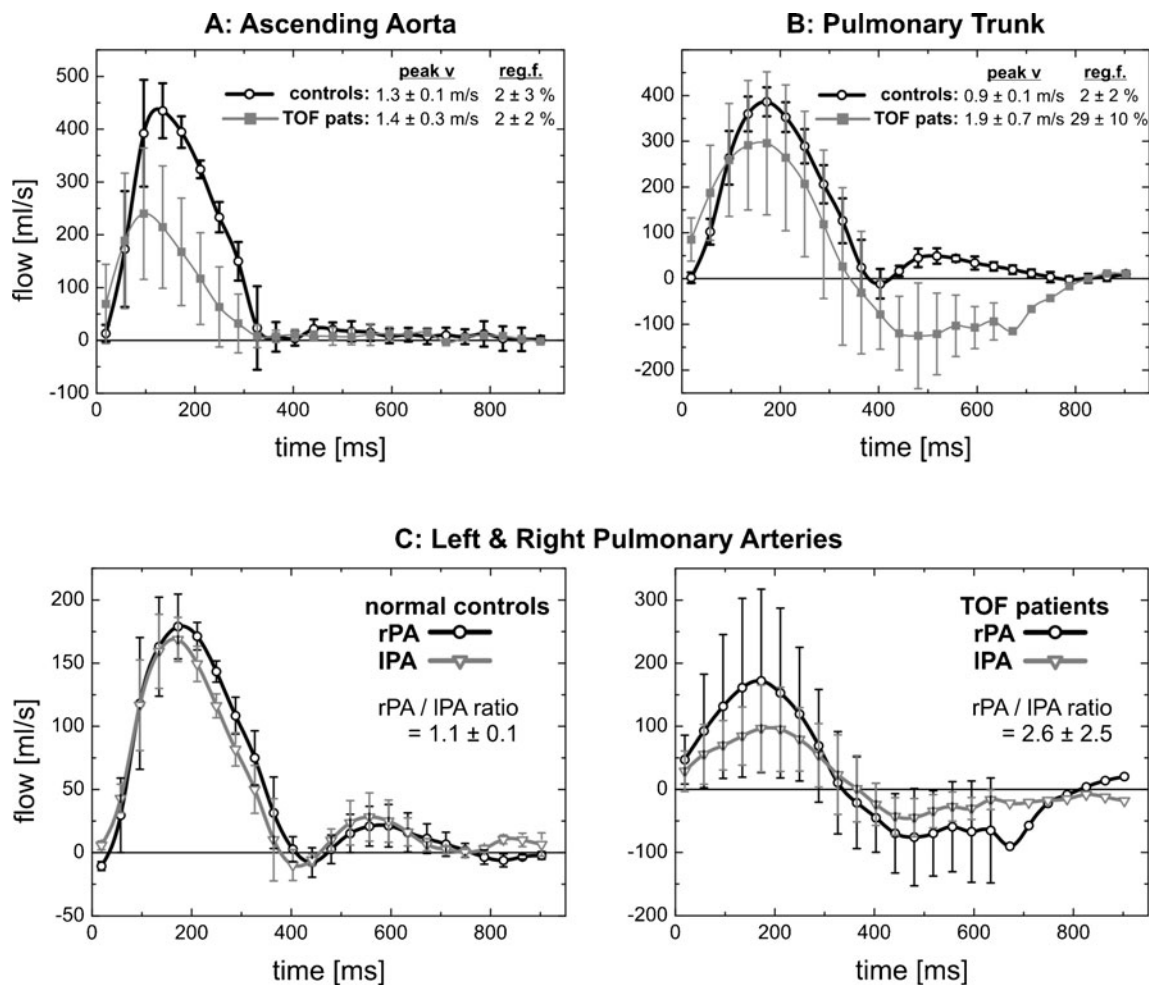 A: Ascending Aorta
peak v reg.f.
controls: 1.3 ± 0.1 m/s 2 ± 3 %
TOF pats: 1.4 ± 0.3 m/s 2 ± 2 %
500
400
300
200
100
0
-100
flow [ml/s]
0 200 400 600 800
time [ms]
B: Pulmonary Trunk
peak v reg.f.
controls: 0.9 ± 0.1 m/s 2 ± 2 %
TOF pats: 1.9 ± 0.7 m/s 29 ± 10 %
400
300
200
100
0
-100
-200
0 200 400 600 800
time [ms]
C: Left & Right Pulmonary Arteries
normal controls
rPA
lPA
rPA / lPA ratio
= 1.1 ± 0.1
200
150
100
50
0
-50
flow [ml/s]
0 200 400 600 800
time [ms]
TOF patients
rPA
lPA
rPA / lPA ratio
= 2.6 ± 2.5
300
200
100
0
-100
-200
0 200 400 600 800
time [ms]